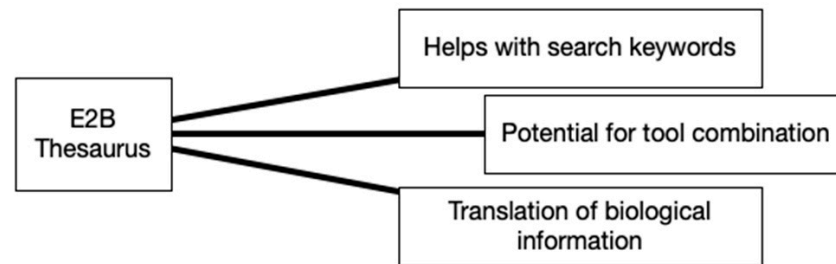 Helps with search keywords
E2B
Thesaurus
Potential for tool combination
Translation of biological
information